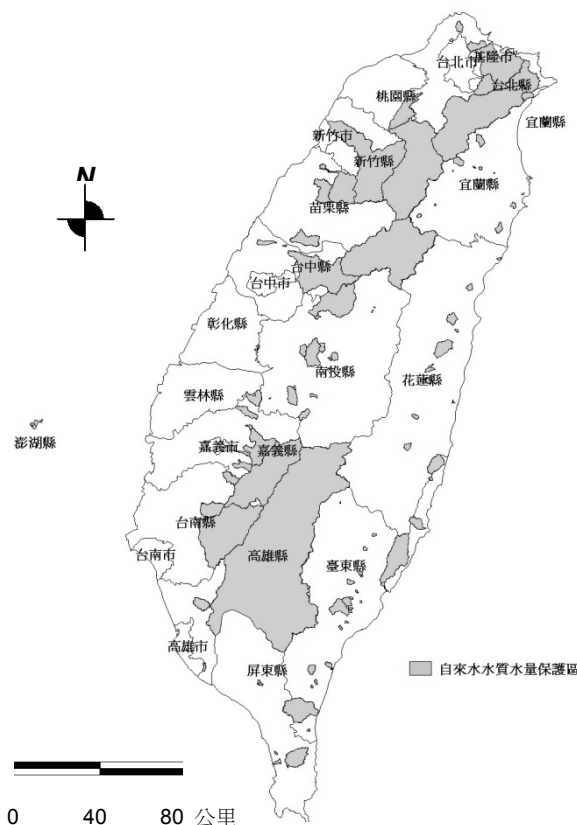 基隆市
台北市
台北縣
桃園縣
宜蘭縣
新竹市
新竹縣
宜蘭縣
N
苗栗縣
台中縣
台中市
彰化縣
南投縣
花蓮縣
雲林縣
澎湖縣
嘉義市
嘉義縣
台南縣
台南市
高雄縣
臺東縣
高雄市
屏東縣
自來水水質水量保護區
0 40 80 公里